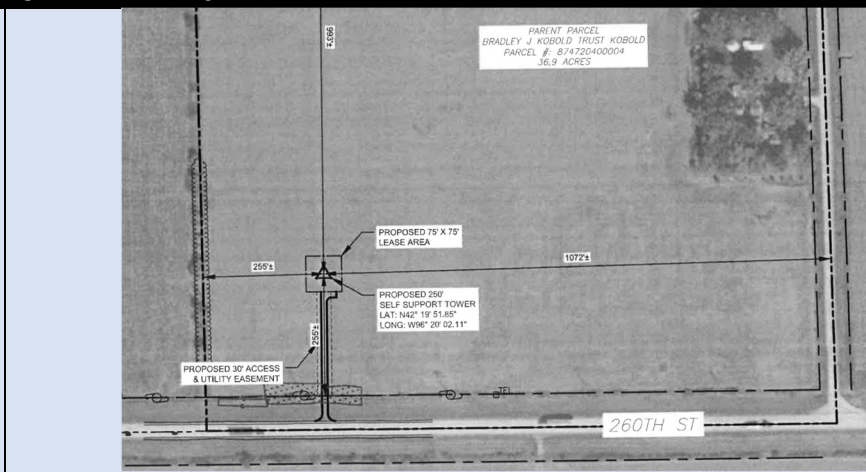 993'±
PARENT PARCEL
BRADLEY J KOBOLD TRUST KOBOLD
PARCEL #: 874720400004
36.9 ACRES
PROPOSED 75' X 75'
LEASE AREA
255'±
1072'±
PROPOSED 250'
SELF SUPPORT TOWER
LAT: N42° 19' 51.85"
LONG: W96° 20' 02.11"
255'±
PROPOSED 30' ACCESS
& UTILITY EASEMENT
260TH ST